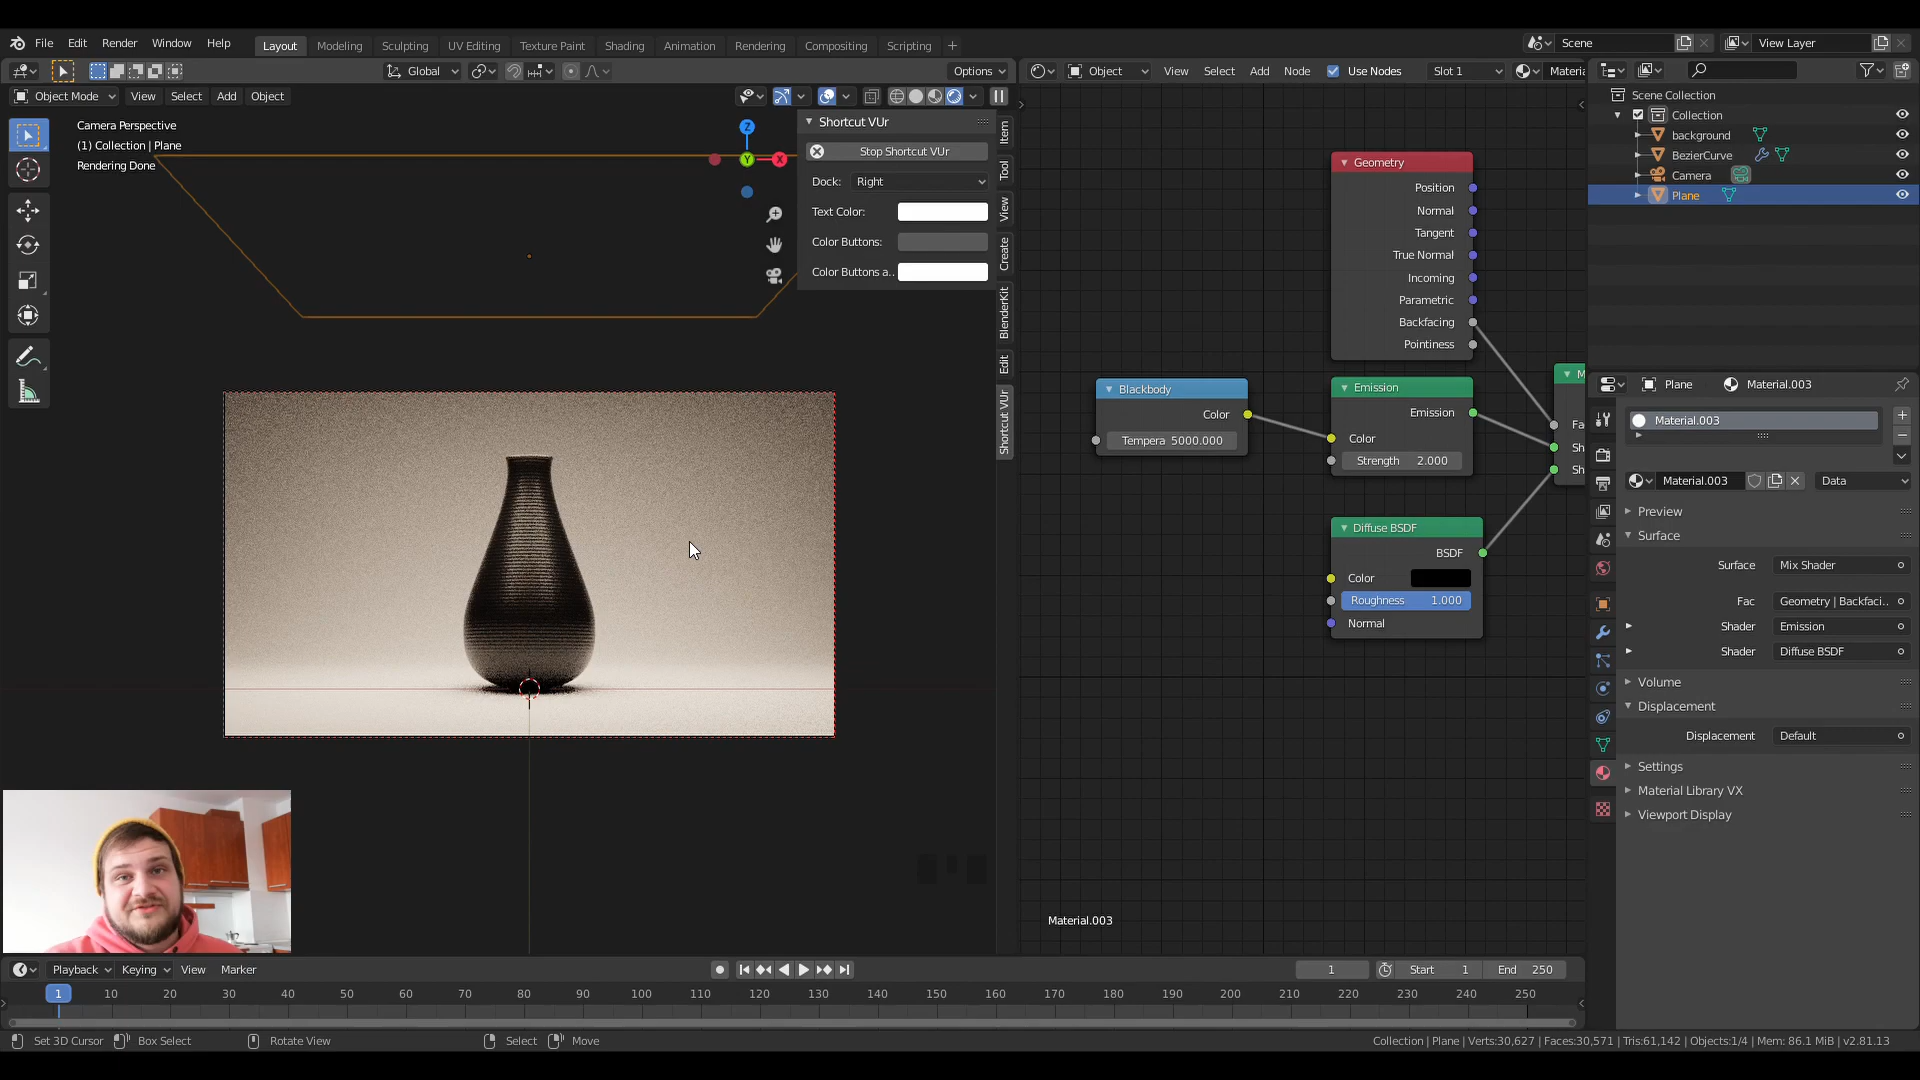 File Edit Render Window Help Layout Modeling Sculpting UV Editing Texture Paint Shading Animation Rendering Compositing Scripting + Scene View Layer
Global Options Object View Select Add Node Use Nodes Slot 1 Materia
Object Mode View Select Add Object
Camera Perspective
(1) Collection | Plane
Rendering Done
Z
Y
X
Shortcut VUr
Stop Shortcut VUr
Dock: Right
Text Color:
Color Buttons:
Color Buttons a..
Item
Tool
View
Create
BlenderKit
Edit
Shortcut VUr
Geometry
Position
Normal
Tangent
True Normal
Incoming
Parametric
Backfacing
Pointiness
Blackbody
Color
Tempera 5000.000
Emission
Emission
Color
Strength 2.000
Diffuse BSDF
BSDF
Color
Roughness 1.000
Normal
M
Fa
Sh
Sh
Material.003
Scene Collection
Collection
background
BezierCurve
Camera
Plane
Plane Material.003
Material.003
Material.003 Data
Preview
Surface
Surface Mix Shader
Fac Geometry | Backfaci..
Shader Emission
Shader Diffuse BSDF
Volume
Displacement
Displacement Default
Settings
Material Library VX
Viewport Display
Playback Keying View Marker 1 Start 1 End 250
1 10 20 30 40 50 60 70 80 90 100 110 120 130 140 150 160 170 180 190 200 210 220 230 240 250
Set 3D Cursor Box Select Rotate View Select Move Collection | Plane | Verts:30,627 | Faces:30,571 | Tris:61,142 | Objects:1/4 | Mem: 86.1 MiB | v2.81.13